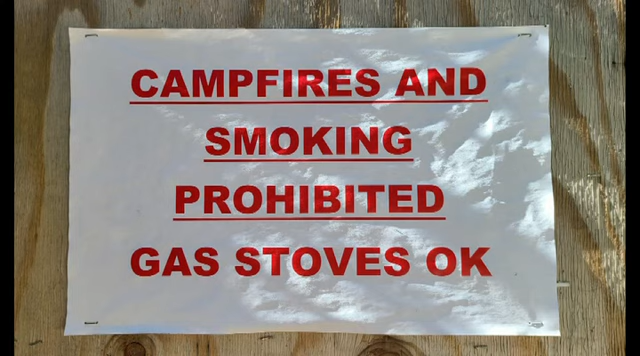 CAMPFIRES AND
SMOKING
PROHIBITED
GAS STOVES OK